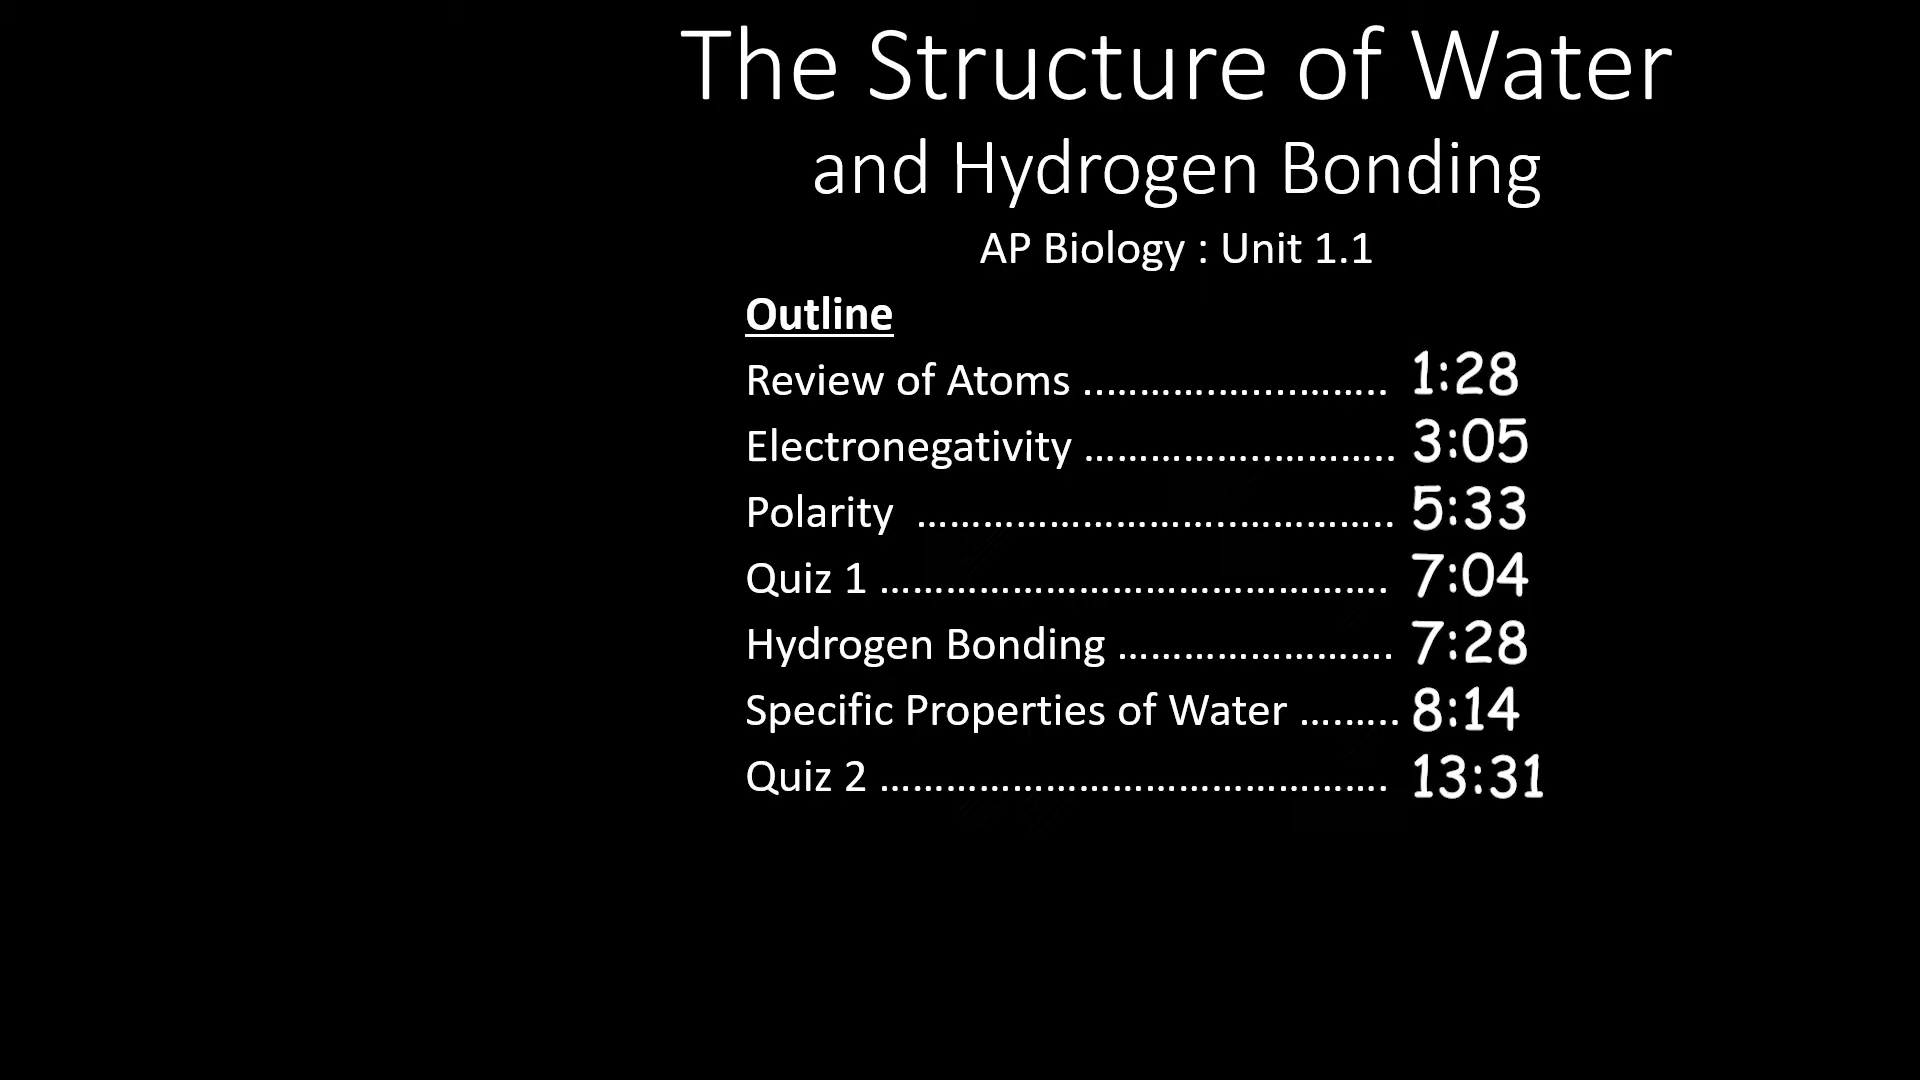 The Structure of Water
and Hydrogen Bonding
AP Biology : Unit 1.1
Outline
Review of Atoms ................................ 1:28
Electronegativity ................................ 3:05
Polarity ................................................ 5:33
Quiz 1 ................................................ 7:04
Hydrogen Bonding .......................... 7:28
Specific Properties of Water ......... 8:14
Quiz 2 ................................................ 13:31